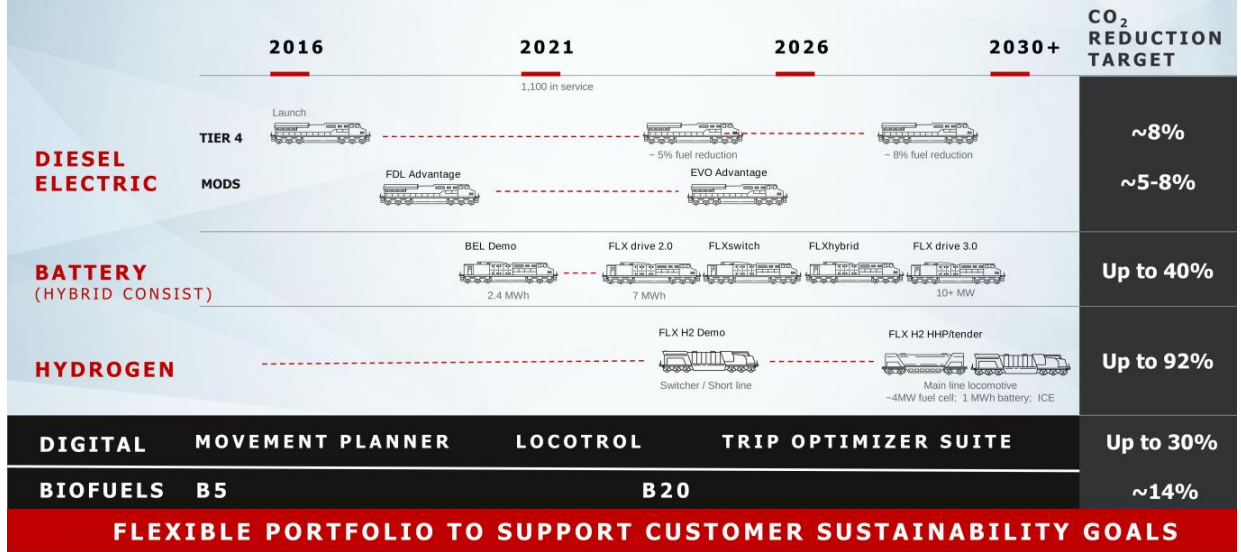 CO₂
REDUCTION
TARGET
2016 2021 2026 2030+
1,100 in service
DIESEL
ELECTRIC
TIER 4
Launch
~ 5% fuel reduction
~ 8% fuel reduction
~8%
MODS
FDL Advantage
EVO Advantage
~5-8%
BATTERY
(HYBRID CONSIST)
BEL Demo
2.4 MWh
FLX drive 2.0
7 MWh
FLXswitch
FLXhybrid
FLX drive 3.0
10+ MW
Up to 40%
HYDROGEN
FLX H2 Demo
Switcher / Short line
FLX H2 HHP/tender
Main line locomotive
~4MW fuel cell; 1 MWh battery; ICE
Up to 92%
DIGITAL MOVEMENT PLANNER LOCOTROL TRIP OPTIMIZER SUITE Up to 30%
BIOFUELS B5 B20 ~14%
FLEXIBLE PORTFOLIO TO SUPPORT CUSTOMER SUSTAINABILITY GOALS